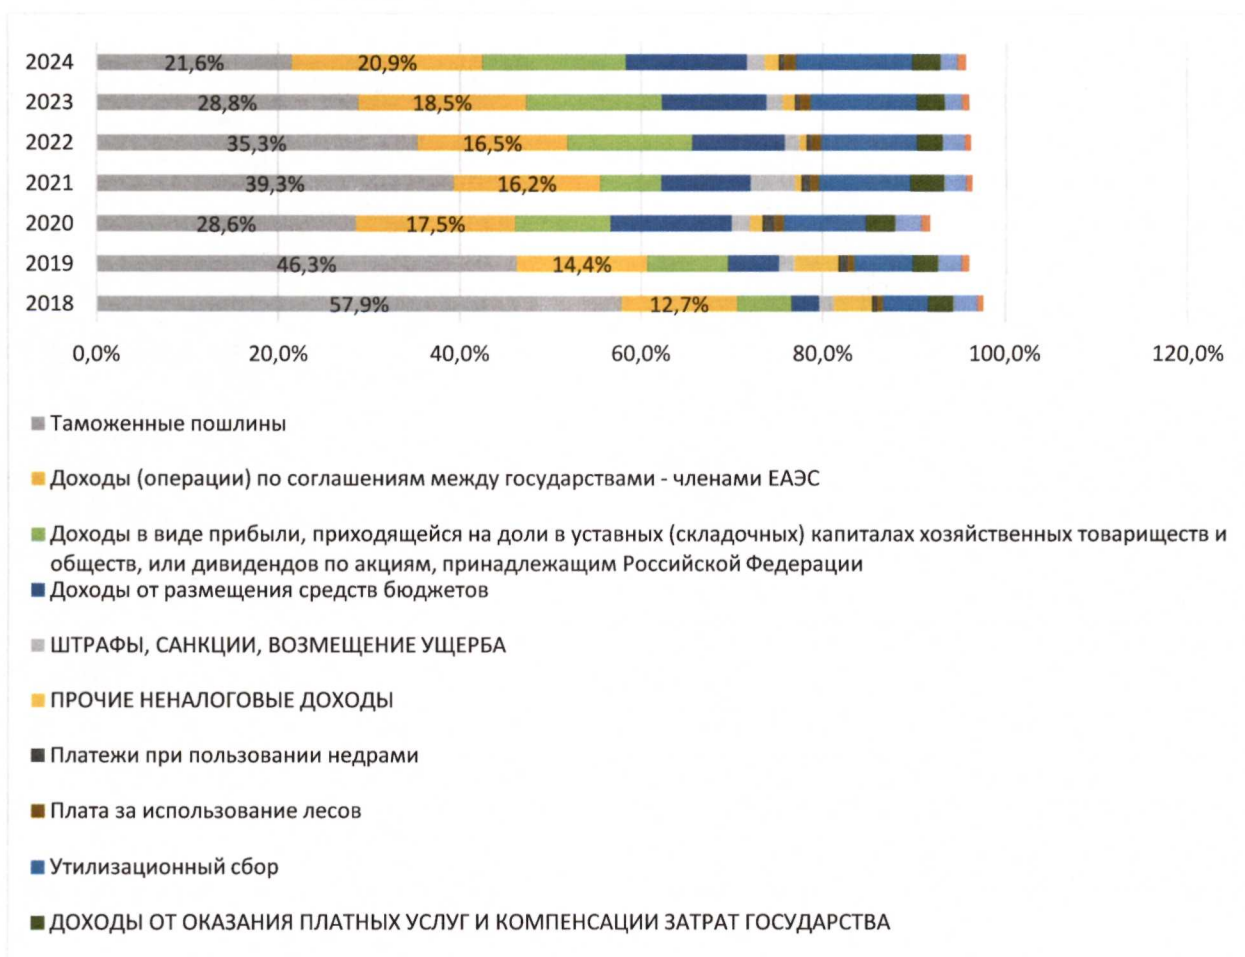 2024 21,6% 20,9%
2023 28,8% 18,5%
2022 35,3% 16,5%
2021 39,3% 16,2%
2020 28,6% 17,5%
2019 46,3% 14,4%
2018 57,9% 12,7%
0,0% 20,0% 40,0% 60,0% 80,0% 100,0% 120,0%
Таможенные пошлины
Доходы (операции) по соглашениям между государствами - членами ЕАЭС
Доходы в виде прибыли, приходящейся на доли в уставных (складочных) капиталах хозяйственных товариществ и
обществ, или дивидендов по акциям, принадлежащим Российской Федерации
Доходы от размещения средств бюджетов
ШТРАФЫ, САНКЦИИ, ВОЗМЕЩЕНИЕ УЩЕРБА
ПРОЧИЕ НЕНАЛОГОВЫЕ ДОХОДЫ
Платежи при пользовании недрами
Плата за использование лесов
Утилизационный сбор
ДОХОДЫ ОТ ОКАЗАНИЯ ПЛАТНЫХ УСЛУГ И КОМПЕНСАЦИИ ЗАТРАТ ГОСУДАРСТВА